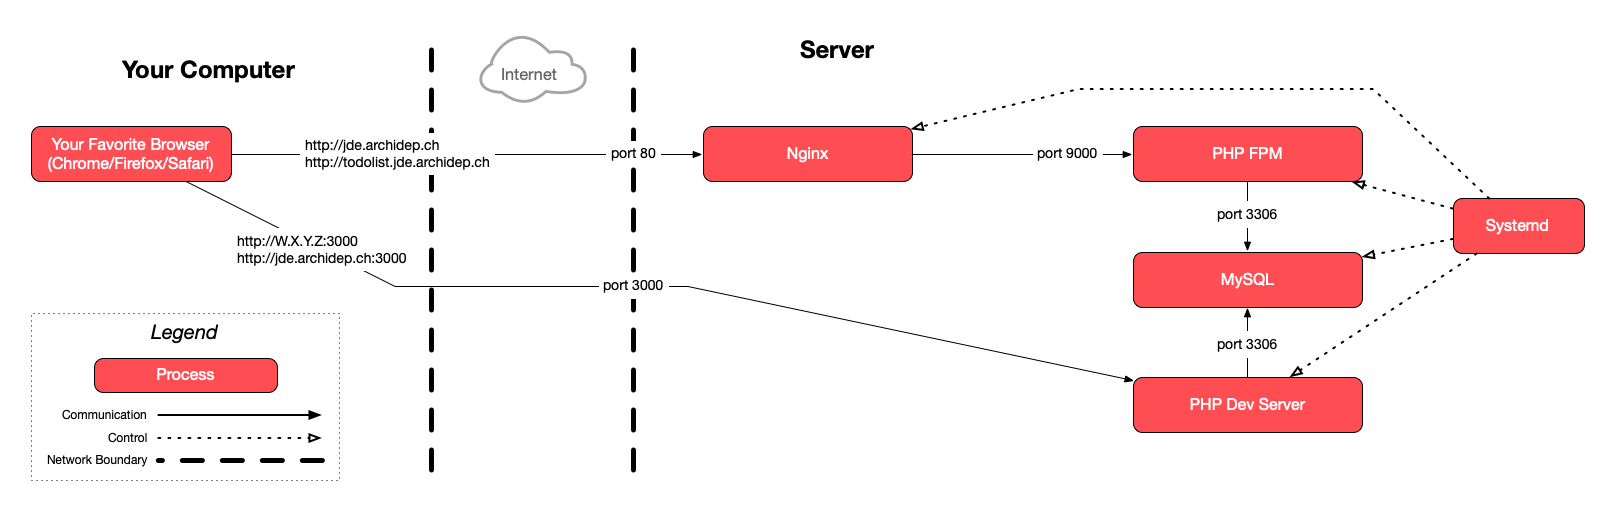 Your Computer
Internet
Server
Your Favorite Browser
(Chrome/Firefox/Safari)
http://jde.archidep.ch
http://todolist.jde.archidep.ch
port 80
Nginx
port 9000
PHP FPM
port 3306
Systemd
http://W.X.Y.Z:3000
http://jde.archidep.ch:3000
port 3000
MySQL
port 3306
PHP Dev Server
Legend
Process
Communication
Control
Network Boundary